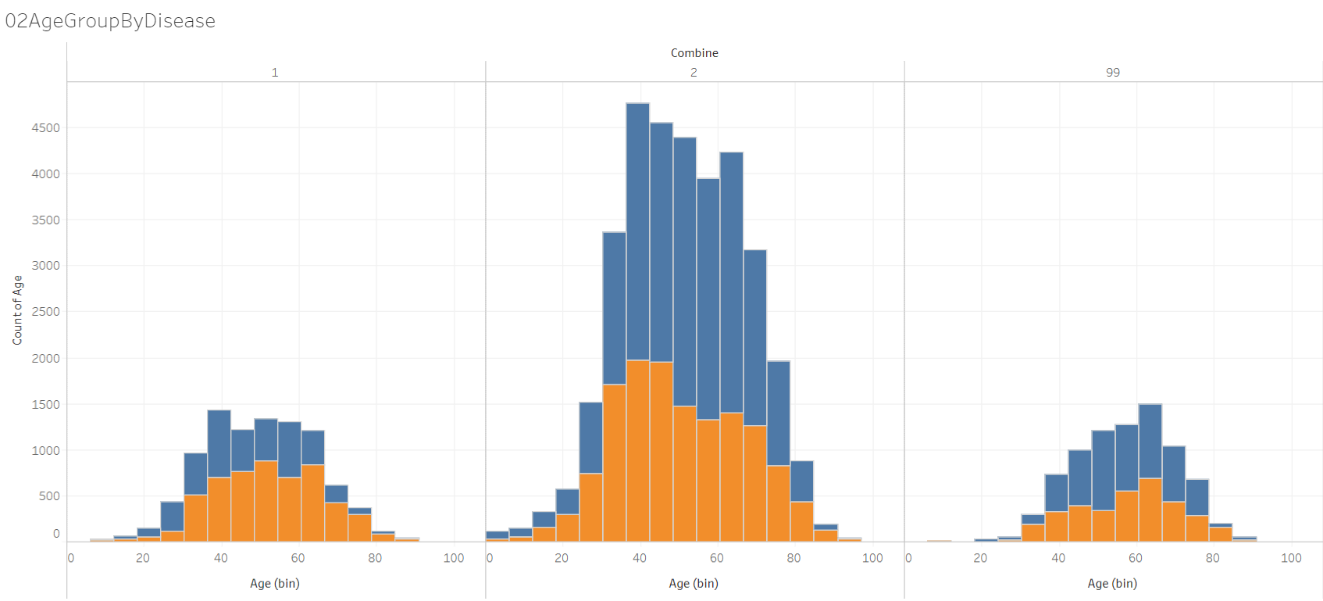 02AgeGroupByDisease
Combine
1 2 99
Count of Age
4500
4000
3500
3000
2500
2000
1500
1000
500
0
0 20 40 60 80 100 0 20 40 60 80 100 0 20 40 60 80 100
Age (bin) Age (bin) Age (bin)